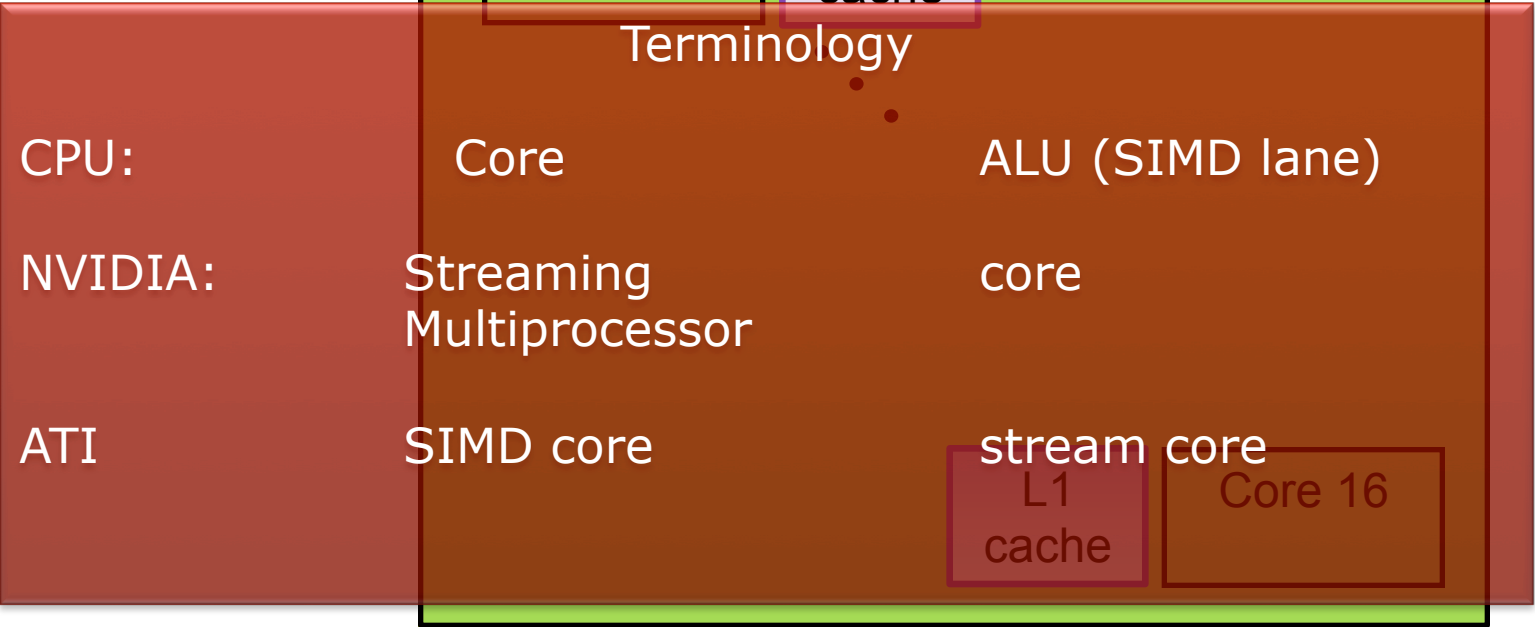 cache
Terminology
CPU: Core ALU (SIMD lane)
NVIDIA: Streaming core
Multiprocessor
ATI SIMD core stream core
L1 Core 16
cache